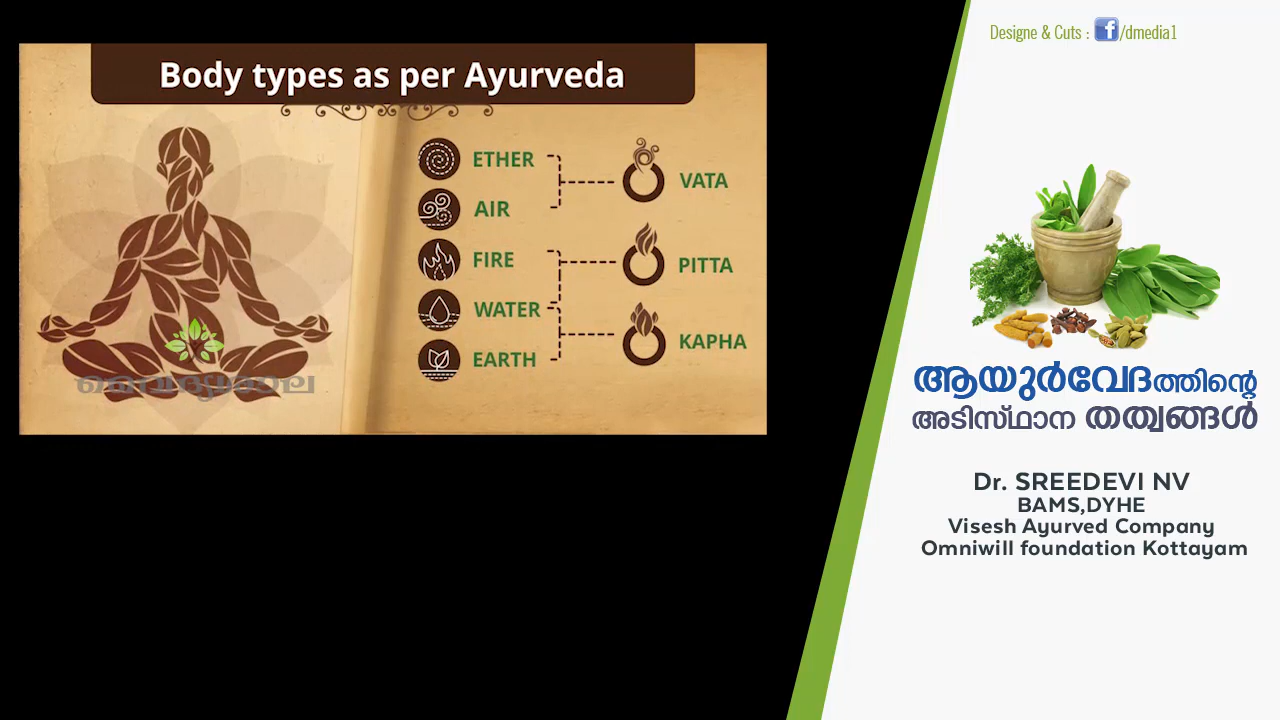 Body types as per Ayurveda
ETHER
AIR
FIRE
WATER
EARTH
VATA
PITTA
KAPHA
വൈദ്യശാല
Designe & Cuts : f/dmedia1
ആയുർവേദത്തിന്റെ
അടിസ്ഥാന തത്വങ്ങൾ
Dr. SREEDEVI NV
BAMS,DYHE
Visesh Ayurved Company
Omniwill foundation Kottayam